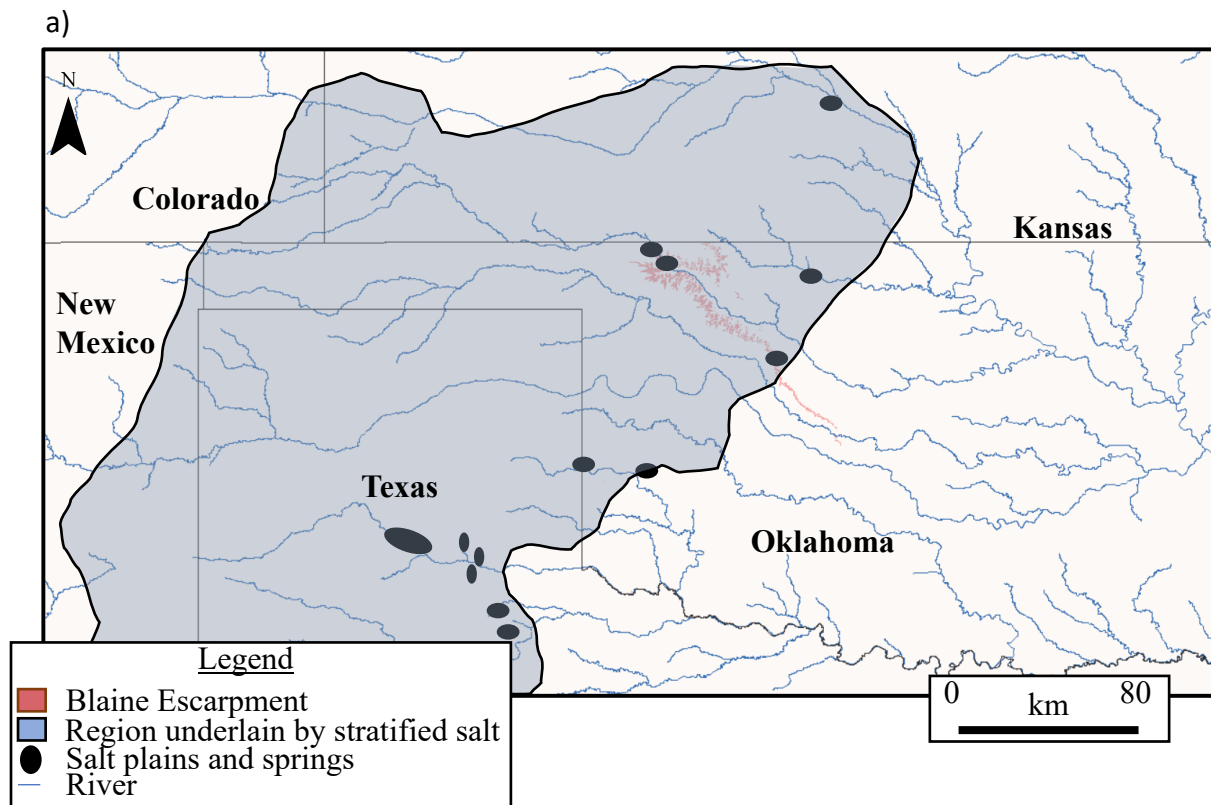 a)
N
Colorado
Kansas
New
Mexico
Texas
Oklahoma
Legend
Blaine Escarpment
Region underlain by stratified salt
Salt plains and springs
River
0 80
km